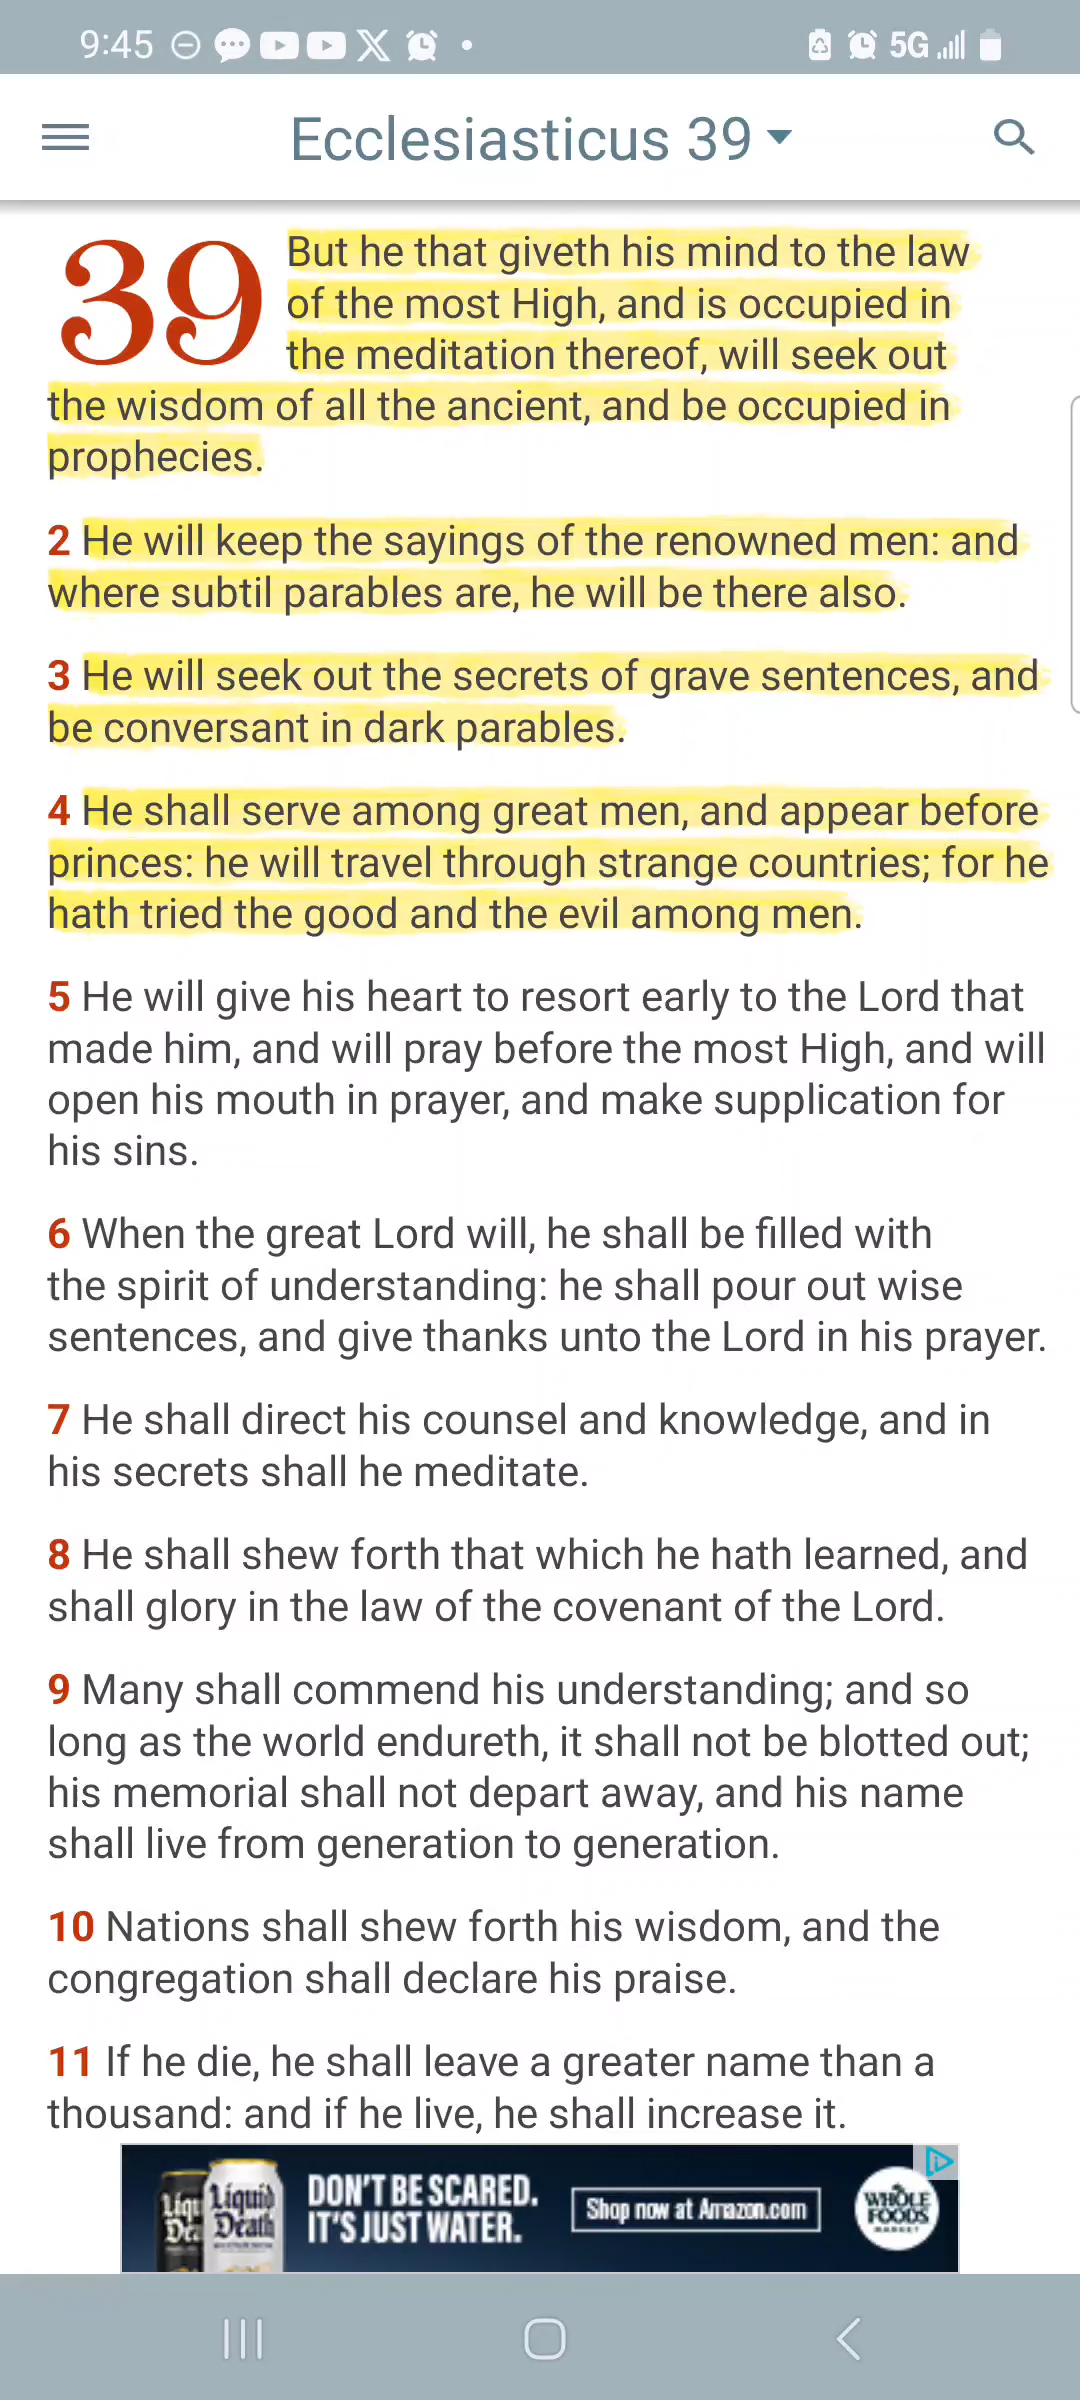 9:45 5G
Ecclesiasticus 39
39 But he that giveth his mind to the law
of the most High, and is occupied in
the meditation thereof, will seek out
the wisdom of all the ancient, and be occupied in
prophecies.
2 He will keep the sayings of the renowned men: and
where subtil parables are, he will be there also.
3 He will seek out the secrets of grave sentences, and
be conversant in dark parables.
4 He shall serve among great men, and appear before
princes: he will travel through strange countries; for he
hath tried the good and the evil among men.
5 He will give his heart to resort early to the Lord that
made him, and will pray before the most High, and will
open his mouth in prayer, and make supplication for
his sins.
6 When the great Lord will, he shall be filled with
the spirit of understanding: he shall pour out wise
sentences, and give thanks unto the Lord in his prayer.
7 He shall direct his counsel and knowledge, and in
his secrets shall he meditate.
8 He shall shew forth that which he hath learned, and
shall glory in the law of the covenant of the Lord.
9 Many shall commend his understanding; and so
long as the world endureth, it shall not be blotted out;
his memorial shall not depart away, and his name
shall live from generation to generation.
10 Nations shall shew forth his wisdom, and the
congregation shall declare his praise.
11 If he die, he shall leave a greater name than a
thousand: and if he live, he shall increase it.
Liqu
De
Liquid
Death
DON'T BE SCARED.
IT'S JUST WATER.
Shop now at Amazon.com
WHOLE
FOODS
MARKET